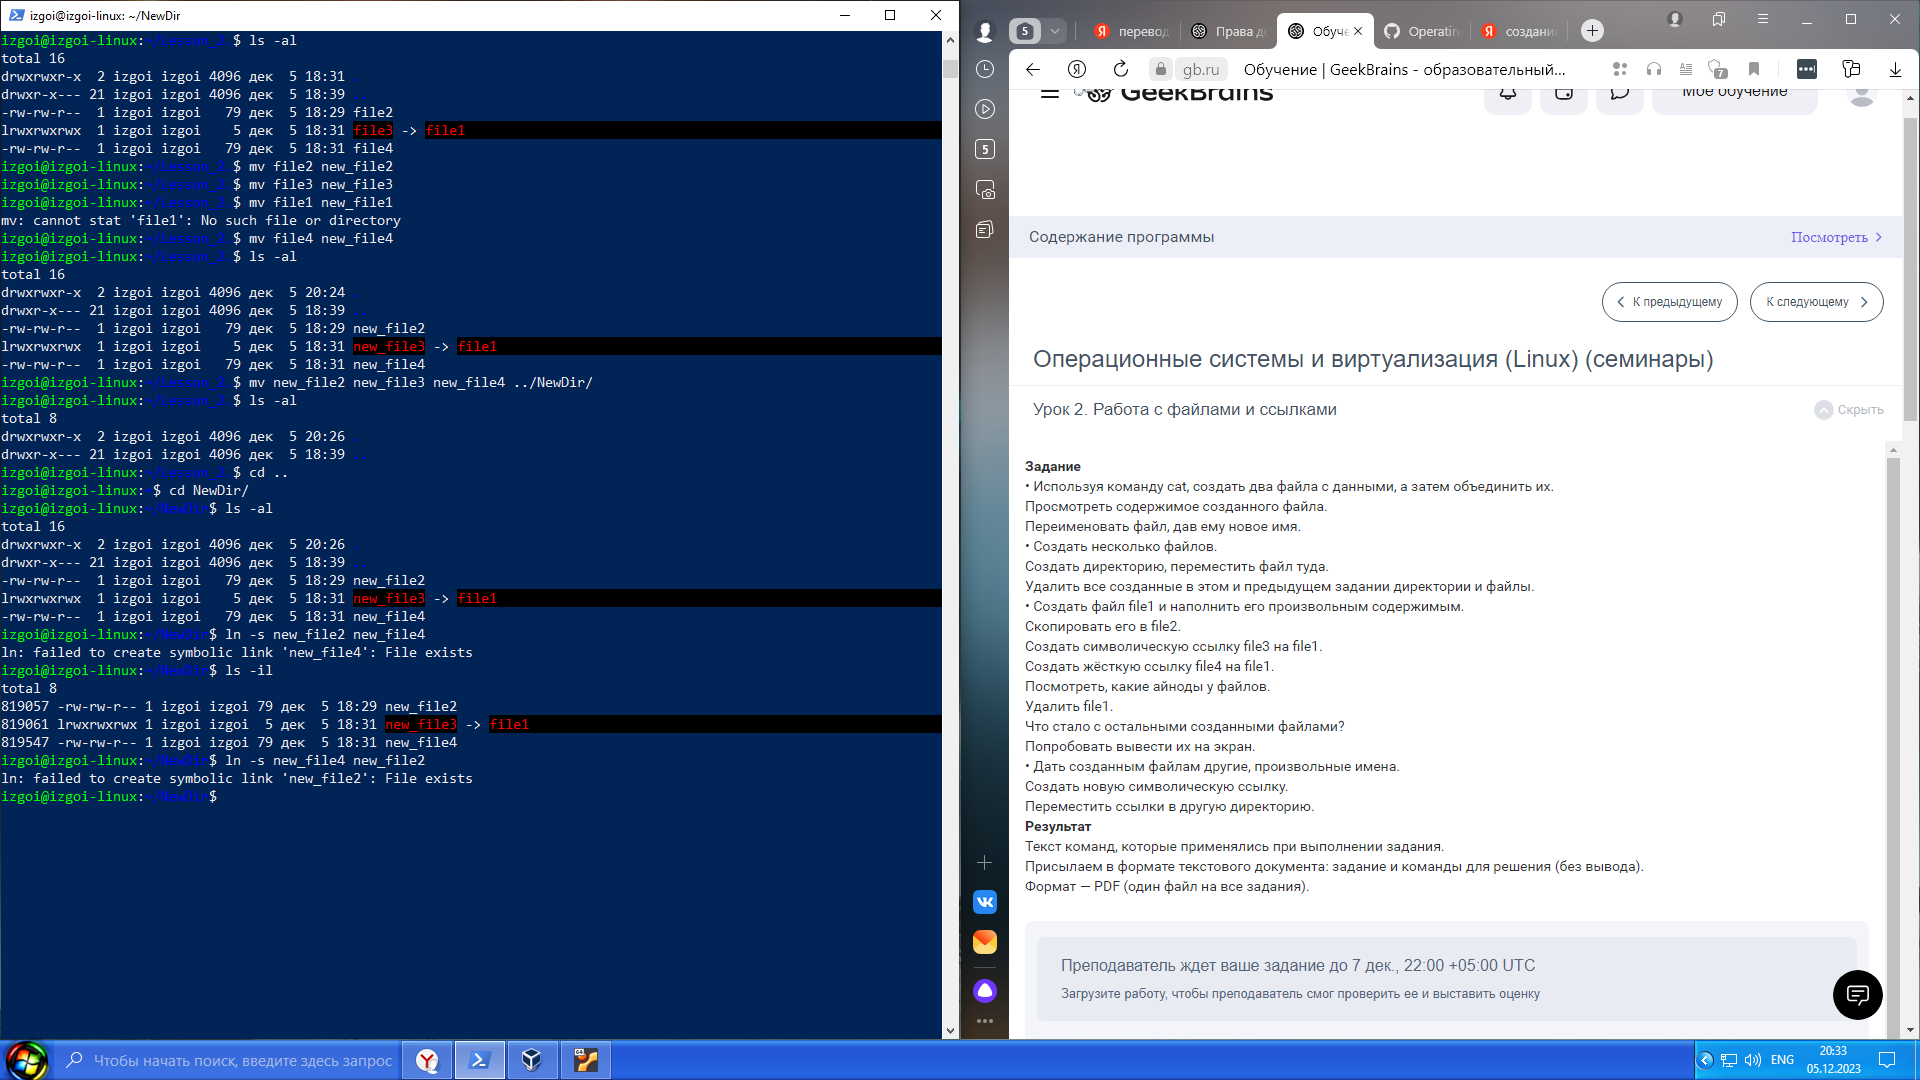 izgoi@izgoi-linux: ~/NewDir
izgoi@izgoi-linux:~/Lesson 2 $ ls -al
total 16
drwxrwxr-x  2 izgoi izgoi 4096 дек  5 18:31 .
drwxr-x--- 21 izgoi izgoi 4096 дек  5 18:39 ..
-rw-rw-r--  1 izgoi izgoi   79 дек  5 18:29 file2
lrwxrwxrwx  1 izgoi izgoi    5 дек  5 18:31 file3 -> file1
-rw-rw-r--  1 izgoi izgoi   79 дек  5 18:31 file4
izgoi@izgoi-linux:~/Lesson 2 $ mv file2 new_file2
izgoi@izgoi-linux:~/Lesson 2 $ mv file3 new_file3
izgoi@izgoi-linux:~/Lesson 2 $ mv file1 new_file1
mv: cannot stat 'file1': No such file or directory
izgoi@izgoi-linux:~/Lesson 2 $ mv file4 new_file4
izgoi@izgoi-linux:~/Lesson 2 $ ls -al
total 16
drwxrwxr-x  2 izgoi izgoi 4096 дек  5 20:24 .
drwxr-x--- 21 izgoi izgoi 4096 дек  5 18:39 ..
-rw-rw-r--  1 izgoi izgoi   79 дек  5 18:29 new_file2
lrwxrwxrwx  1 izgoi izgoi    5 дек  5 18:31 new_file3 -> file1
-rw-rw-r--  1 izgoi izgoi   79 дек  5 18:31 new_file4
izgoi@izgoi-linux:~/Lesson 2 $ mv new_file2 new_file3 new_file4 ../NewDir/
izgoi@izgoi-linux:~/Lesson 2 $ ls -al
total 8
drwxrwxr-x  2 izgoi izgoi 4096 дек  5 20:26 .
drwxr-x--- 21 izgoi izgoi 4096 дек  5 18:39 ..
izgoi@izgoi-linux:~/Lesson 2 $ cd ..
izgoi@izgoi-linux:~$ cd NewDir/
izgoi@izgoi-linux:~/NewDir$ ls -al
total 16
drwxrwxr-x  2 izgoi izgoi 4096 дек  5 20:26 .
drwxr-x--- 21 izgoi izgoi 4096 дек  5 18:39 ..
-rw-rw-r--  1 izgoi izgoi   79 дек  5 18:29 new_file2
lrwxrwxrwx  1 izgoi izgoi    5 дек  5 18:31 new_file3 -> file1
-rw-rw-r--  1 izgoi izgoi   79 дек  5 18:31 new_file4
izgoi@izgoi-linux:~/NewDir$ ln -s new_file2 new_file4
ln: failed to create symbolic link 'new_file4': File exists
izgoi@izgoi-linux:~/NewDir$ ls -il
total 8
819057 -rw-rw-r-- 1 izgoi izgoi 79 дек  5 18:29 new_file2
819061 lrwxrwxrwx 1 izgoi izgoi  5 дек  5 18:31 new_file3 -> file1
819547 -rw-rw-r-- 1 izgoi izgoi 79 дек  5 18:31 new_file4
izgoi@izgoi-linux:~/NewDir$ ln -s new_file4 new_file2
ln: failed to create symbolic link 'new_file2': File exists
izgoi@izgoi-linux:~/NewDir$
5 перевод Права до Обуче Operatin создани
gb.ru Обучение | GeekBrains - образовательный... 7
5
GeekBrains Мое обучение
Содержание программы Посмотреть
К предыдущему К следующему
Операционные системы и виртуализация (Linux) (семинары)
Урок 2. Работа с файлами и ссылками Скрыть
Задание
• Используя команду cat, создать два файла с данными, а затем объединить их.
Просмотреть содержимое созданного файла.
Переименовать файл, дав ему новое имя.
• Создать несколько файлов.
Создать директорию, переместить файл туда.
Удалить все созданные в этом и предыдущем задании директории и файлы.
• Создать файл file1 и наполнить его произвольным содержимым.
Скопировать его в file2.
Создать символическую ссылку file3 на file1.
Создать жёсткую ссылку file4 на file1.
Посмотреть, какие айноды у файлов.
Удалить file1.
Что стало с остальными созданными файлами?
Попробовать вывести их на экран.
• Дать созданным файлам другие, произвольные имена.
Создать новую символическую ссылку.
Переместить ссылки в другую директорию.
Результат
Текст команд, которые применялись при выполнении задания.
Присылаем в формате текстового документа: задание и команды для решения (без вывода).
Формат — PDF (один файл на все задания).
Преподаватель ждет ваше задание до 7 дек., 22:00 +05:00 UTC
Загрузите работу, чтобы преподаватель смог проверить ее и выставить оценку
Чтобы начать поиск, введите здесь запрос
64
ENG
20:33
05.12.2023